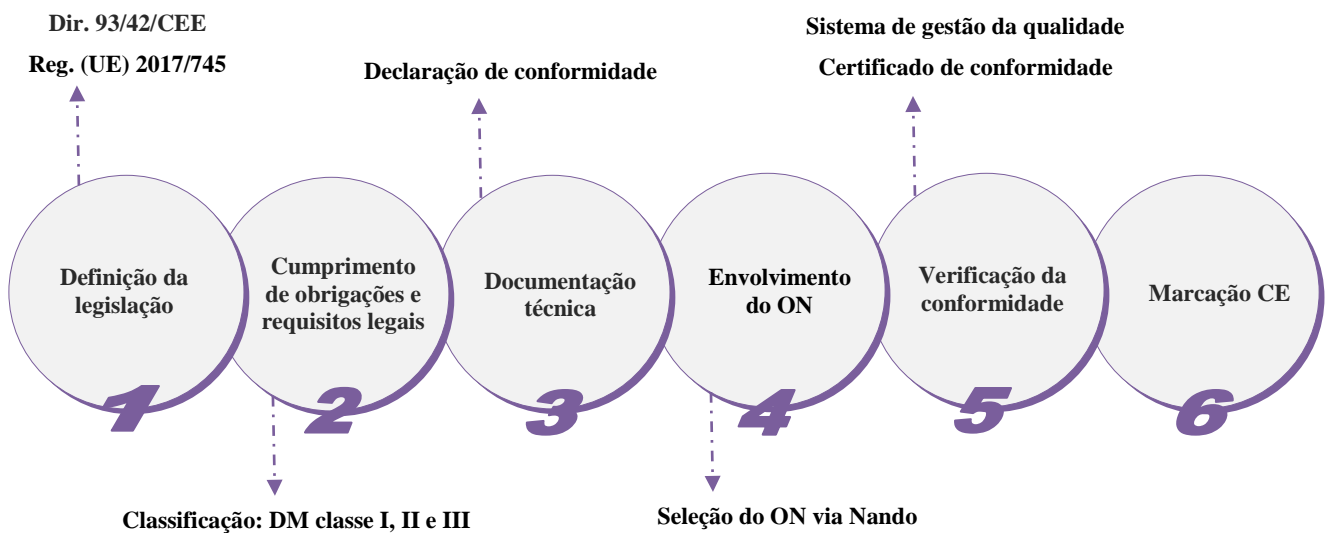 Dir. 93/42/CEE
Reg. (UE) 2017/745
Declaração de conformidade
Sistema de gestão da qualidade
Certificado de conformidade
Definição da
legislação
1
Cumprimento
de obrigações e
requisitos legais
2
Documentação
técnica
3
Envolvimento
do ON
4
Verificação da
conformidade
5
Marcação CE
6
Classificação: DM classe I, II e III
Seleção do ON via Nando